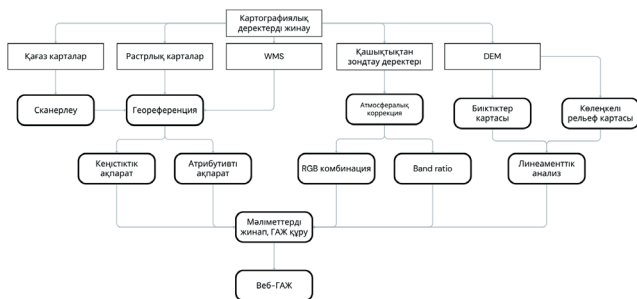 Картографиялық
деректерді жинау
Қағаз карталар
Растрлық карталар
WMS
Қашықтықтан
зондтау деректері
DEM
Сканерлеу
Геореференция
Атмосфералық
коррекция
Биіктіктер
картасы
Көлеңкелі
рельеф картасы
Кеңістіктік
ақпарат
Атрибутивті
ақпарат
RGB комбинация
Band ratio
Линеаменттік
анализ
Мәліметтерді
жинап, ГАЖ құру
Веб-ГАЖ